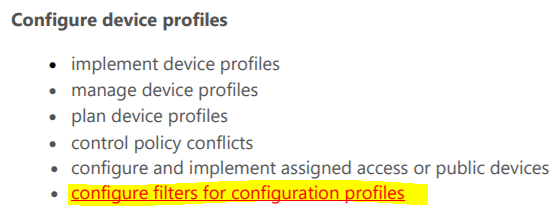 Configure device profiles
• implement device profiles
• manage device profiles
• plan device profiles
• control policy conflicts
• configure and implement assigned access or public devices
• configure filters for configuration profiles